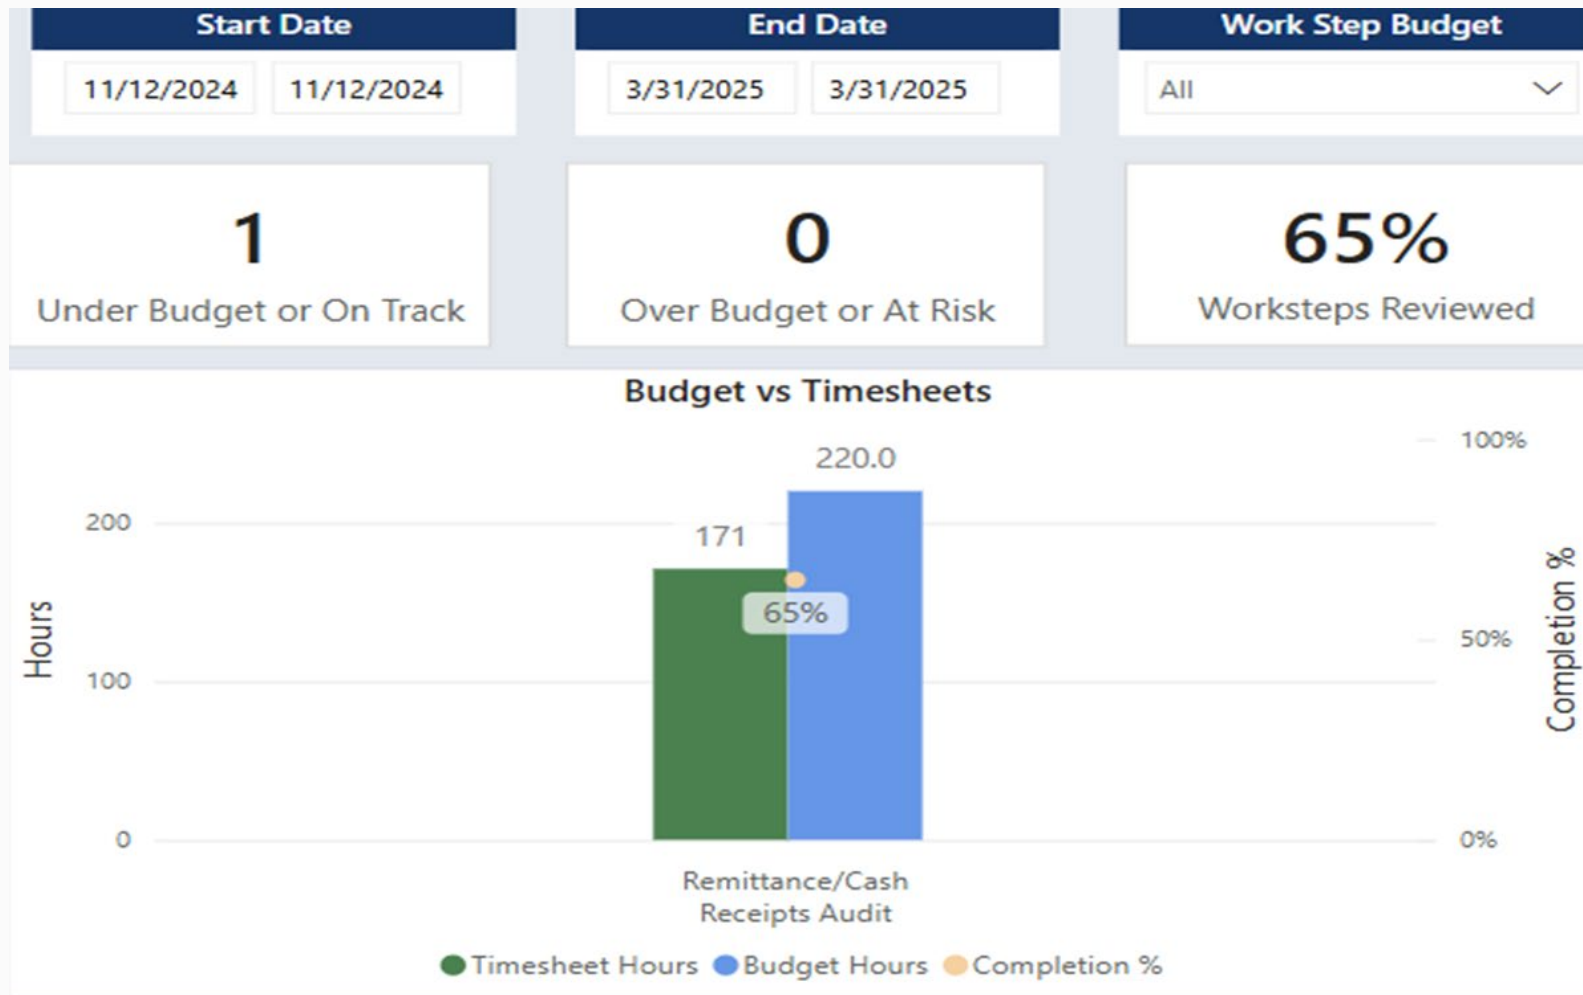 Start Date
End Date
Work Step Budget
11/12/2024
11/12/2024
3/31/2025
3/31/2025
All
1
Under Budget or On Track
0
Over Budget or At Risk
65%
Worksteps Reviewed
Budget vs Timesheets
220.0
171
65%
Hours
200
100
0
100%
50%
0%
Completion %
Remittance/Cash
Receipts Audit
Timesheet Hours Budget Hours Completion %